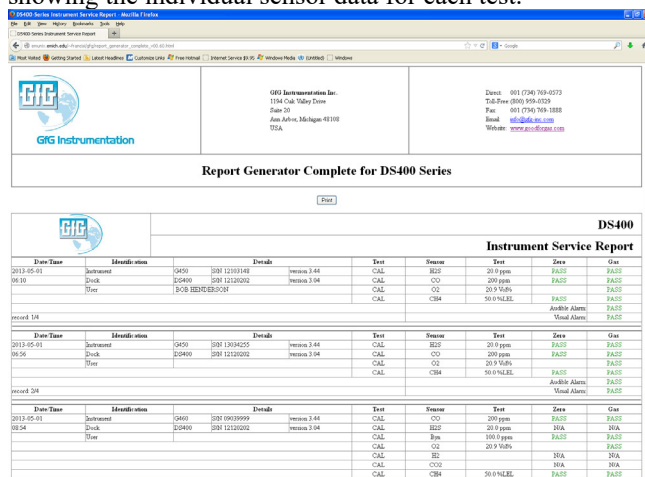 showing the individual sensor data for each test.
DS400-Series Instrument Service Report - Mozilla Firefox
File Edit View History Bookmarks Tools Help
DS400-Series Instrument Service Report +
Google
Most Visited Getting Started Latest Headlines Customize Links Free Hotmail Internet Service $9.95 Windows Media (Untitled) Windows
GfG
GfG Instrumentation
GfG Instrumentation Inc.
1194 Oak Valley Drive
Suite 20
Ann Arbor, Michigan 48108
USA
Direct: 001 (734) 769-0573
Toll-Free (800) 959-0329
Fax: 001 (734) 769-1888
Email: info@gfg-inc.com
Website: www.goodforgas.com
Report Generator Complete for DS400 Series
Print
GfG
DS400
Instrument Service Report
Date/Time Identification Details Test Sensor Test Zero Gas
2013-05-01 Instrument G450 S/N 12103148 version 3.44 CAL H2S 20.0 ppm PASS PASS
06:10 Dock DS400 S/N 12120202 version 3.04 CAL CO 200 ppm PASS PASS
User BOB HENDERSON CAL O2 20.9 Vol% PASS
CAL CH4 50.0 %LEL PASS PASS
Audible Alarm: PASS
record: 1/4 Visual Alarm: PASS
Date/Time Identification Details Test Sensor Test Zero Gas
2013-05-01 Instrument G450 S/N 13034255 version 3.44 CAL H2S 20.0 ppm PASS PASS
06:56 Dock DS400 S/N 12120202 version 3.04 CAL CO 200 ppm PASS PASS
User CAL O2 20.9 Vol% PASS
CAL CH4 50.0 %LEL PASS PASS
Audible Alarm: PASS
record: 2/4 Visual Alarm: PASS
Date/Time Identification Details Test Sensor Test Zero Gas
2013-05-01 Instrument G460 S/N 09039999 version 3.44 CAL CO 200 ppm PASS PASS
08:54 Dock DS400 S/N 12120202 version 3.04 CAL H2S 20.0 ppm N/A N/A
User CAL Byn 100.0 ppm PASS PASS
CAL O2 20.9 Vol% PASS
CAL H2 N/A N/A
CAL CO2 N/A N/A
CAL CH4 50.0 %LEL PASS PASS